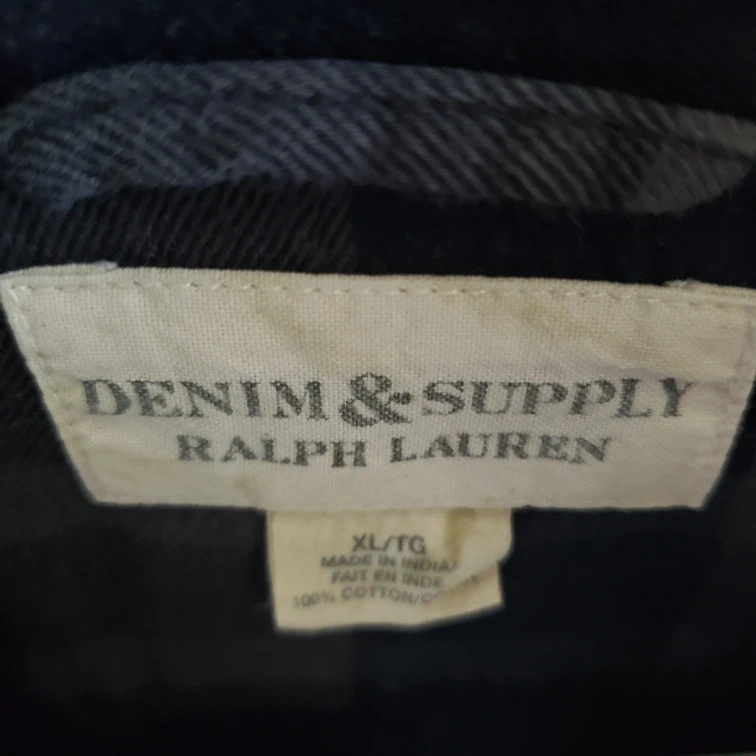 DENIM & SUPPLY
RALPH LAUREN
XL/TG
MADE IN INDIA/
FAIT EN INDE
100% COTTON/